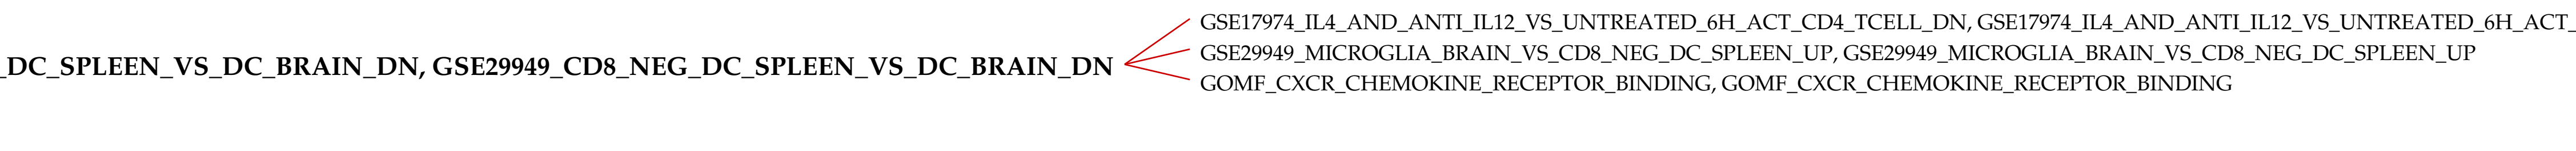 GSE17974_IL4_AND_ANTI_IL12_VS_UNTREATED_6H_ACT_CD4_TCELL_DN, GSE17974_IL4_AND_ANTI_IL12_VS_UNTREATED_6H_ACT_
GSE29949_MICROGLIA_BRAIN_VS_CD8_NEG_DC_SPLEEN_UP, GSE29949_MICROGLIA_BRAIN_VS_CD8_NEG_DC_SPLEEN_UP
_DC_SPLEEN_VS_DC_BRAIN_DN, GSE29949_CD8_NEG_DC_SPLEEN_VS_DC_BRAIN_DN
GOMF_CXCR_CHEMOKINE_RECEPTOR_BINDING, GOMF_CXCR_CHEMOKINE_RECEPTOR_BINDING